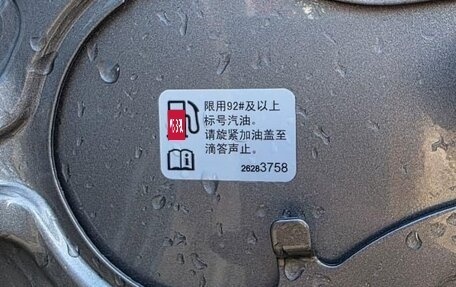 限用92#及以上
标号汽油。
请旋紧加油盖至
滴答声止。
26283758